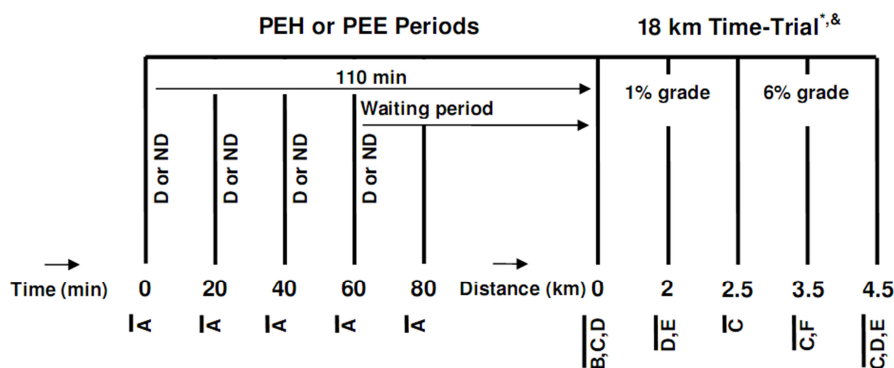 PEH or PEE Periods 18 km Time-Trial*,&
110 min
1% grade 6% grade
Waiting period
D or ND D or ND D or ND D or ND
Time (min) 0 20 40 60 80 Distance (km) 0 2 2.5 3.5 4.5
A A A A A B,C,D D,E C C,F C,D,E